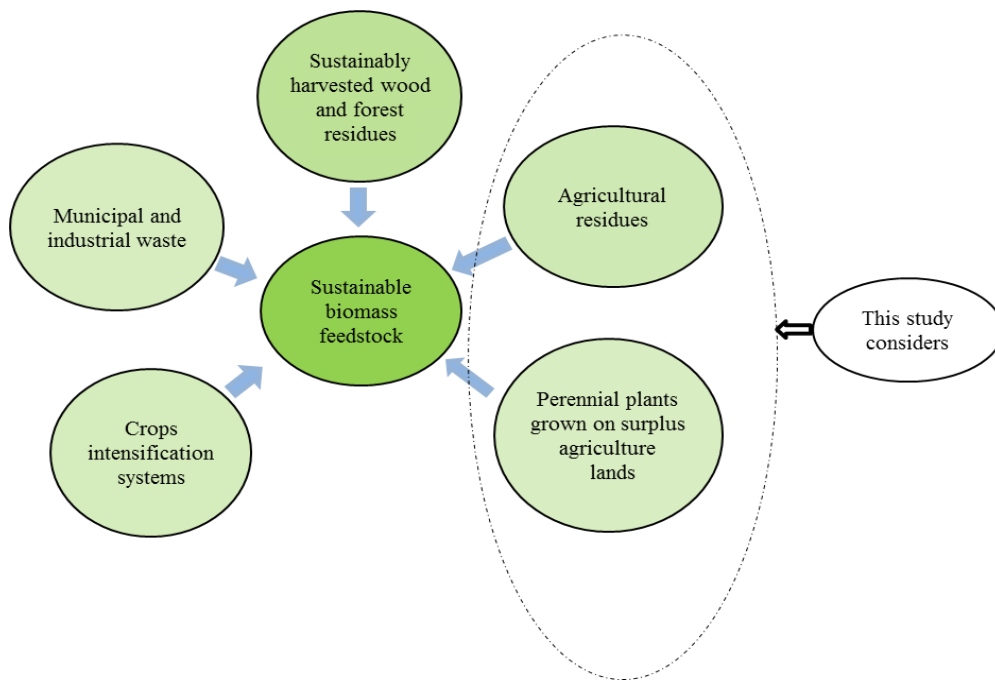 Sustainably
harvested wood
and forest
residues
Municipal and
industrial waste
Agricultural
residues
Sustainable
biomass
feedstock
This study
considers
Crops
intensification
systems
Perennial plants
grown on surplus
agriculture
lands